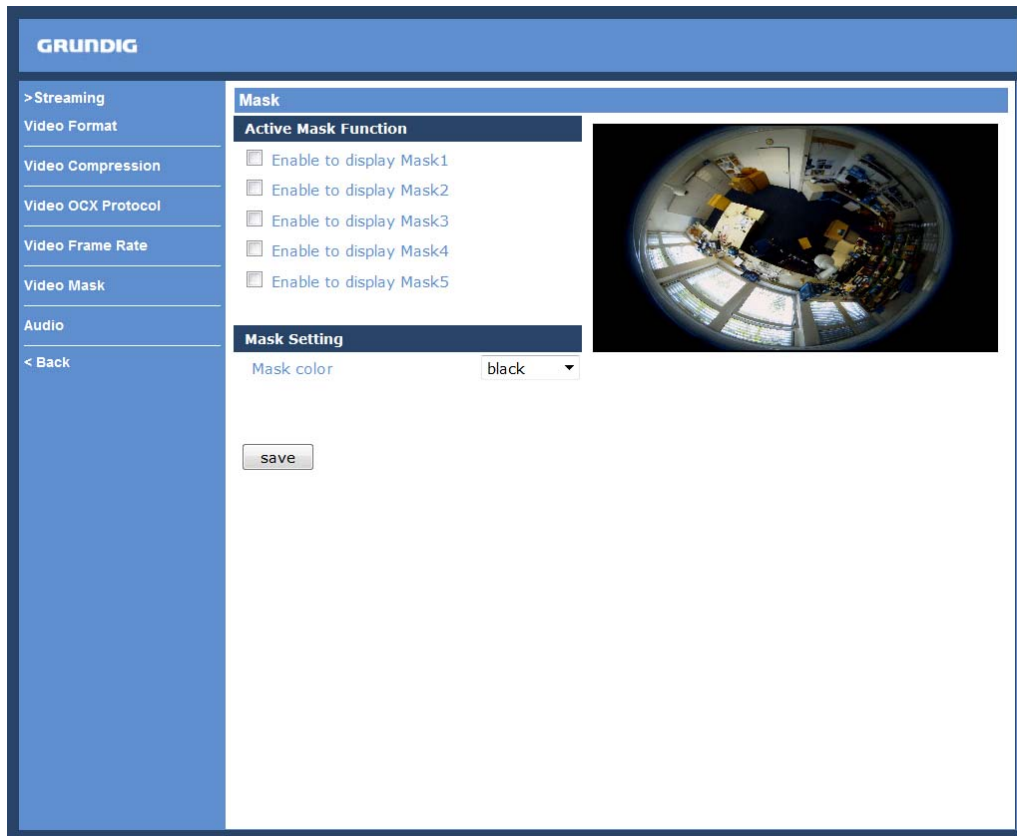 GRUNDIG
>Streaming
Video Format
Video Compression
Video OCX Protocol
Video Frame Rate
Video Mask
Audio
< Back
Mask
Active Mask Function
Enable to display Mask1
Enable to display Mask2
Enable to display Mask3
Enable to display Mask4
Enable to display Mask5
Mask Setting
Mask color black
save